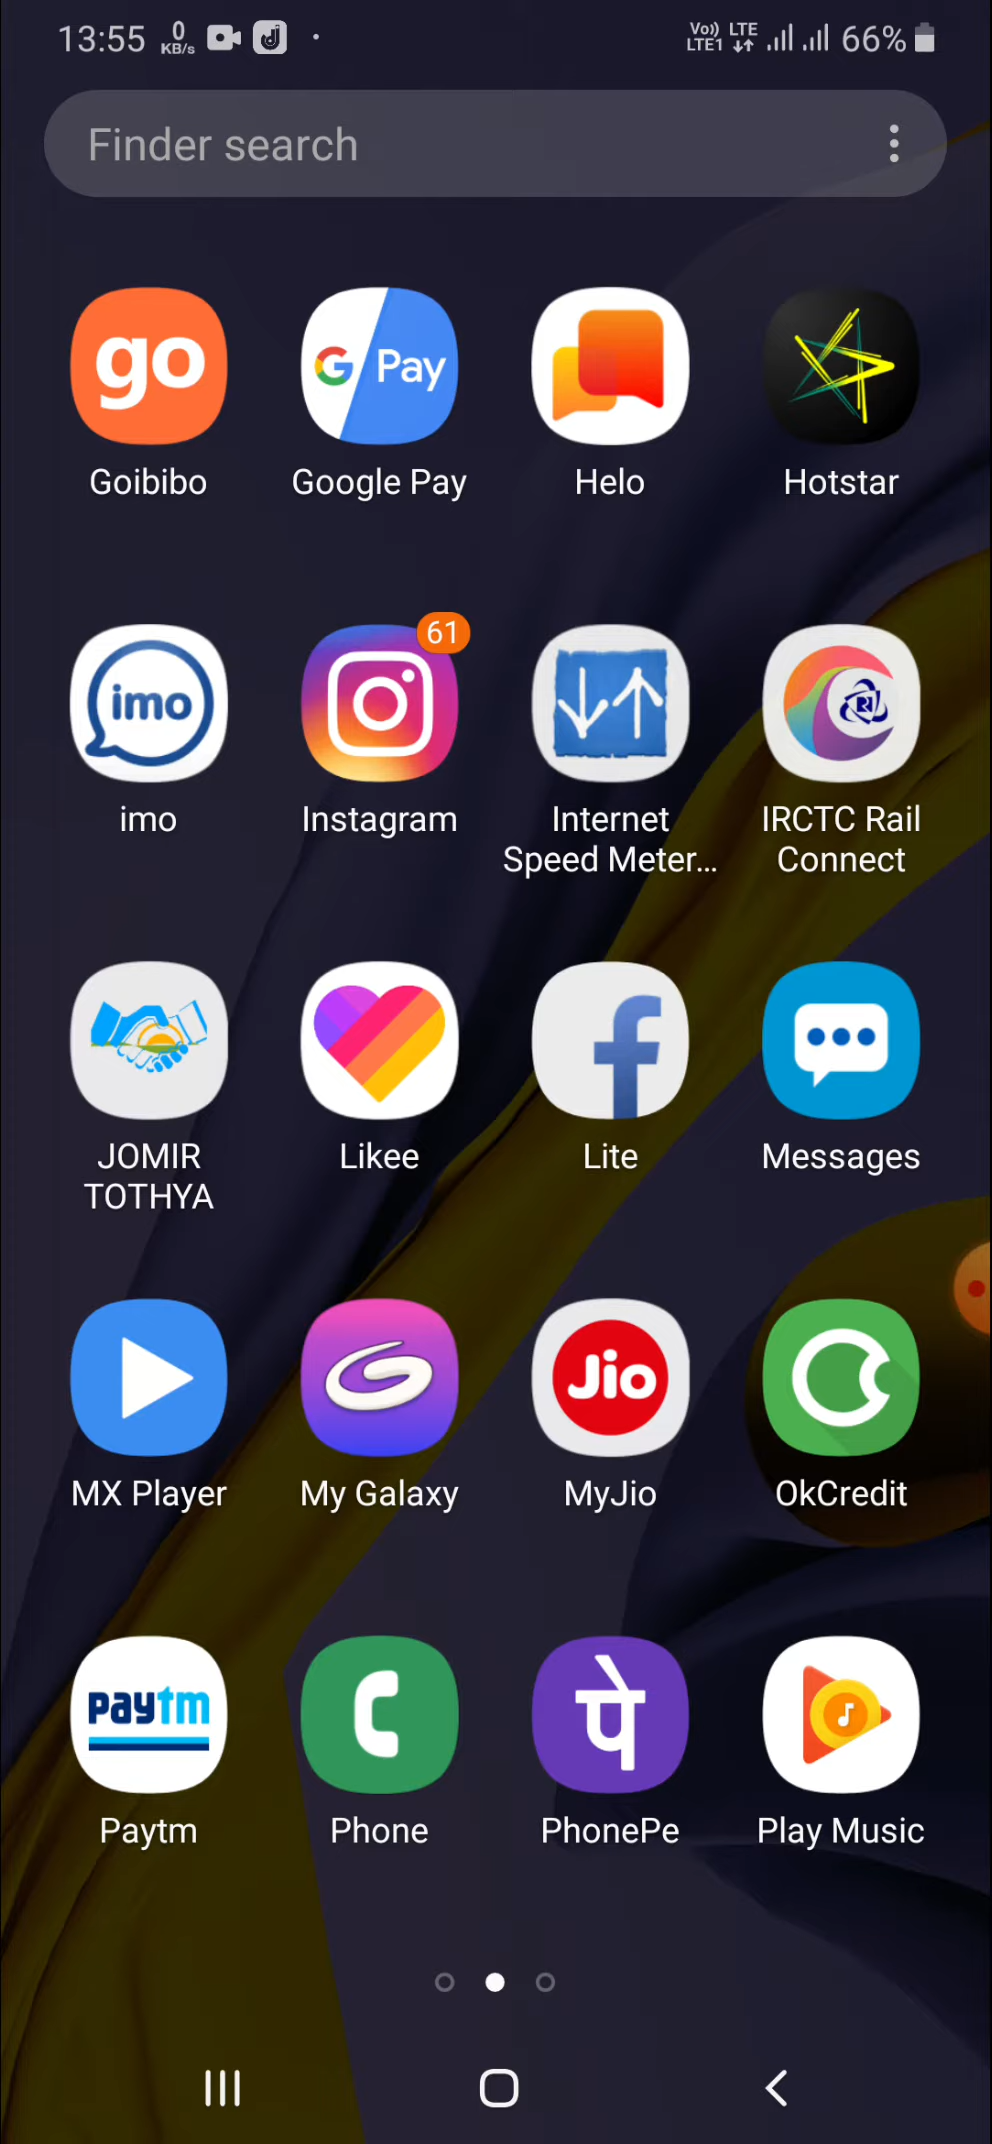 13:55 0 KB/s Vo)) LTE1 LTE 66%
Finder search
go G Pay
Goibibo Google Pay Helo Hotstar
61
imo
imo Instagram Internet Speed Meter... IRCTC Rail Connect
f
JOMIR TOTHYA Likee Lite Messages
Jio
MX Player My Galaxy MyJio OkCredit
paytm पे
Paytm Phone PhonePe Play Music